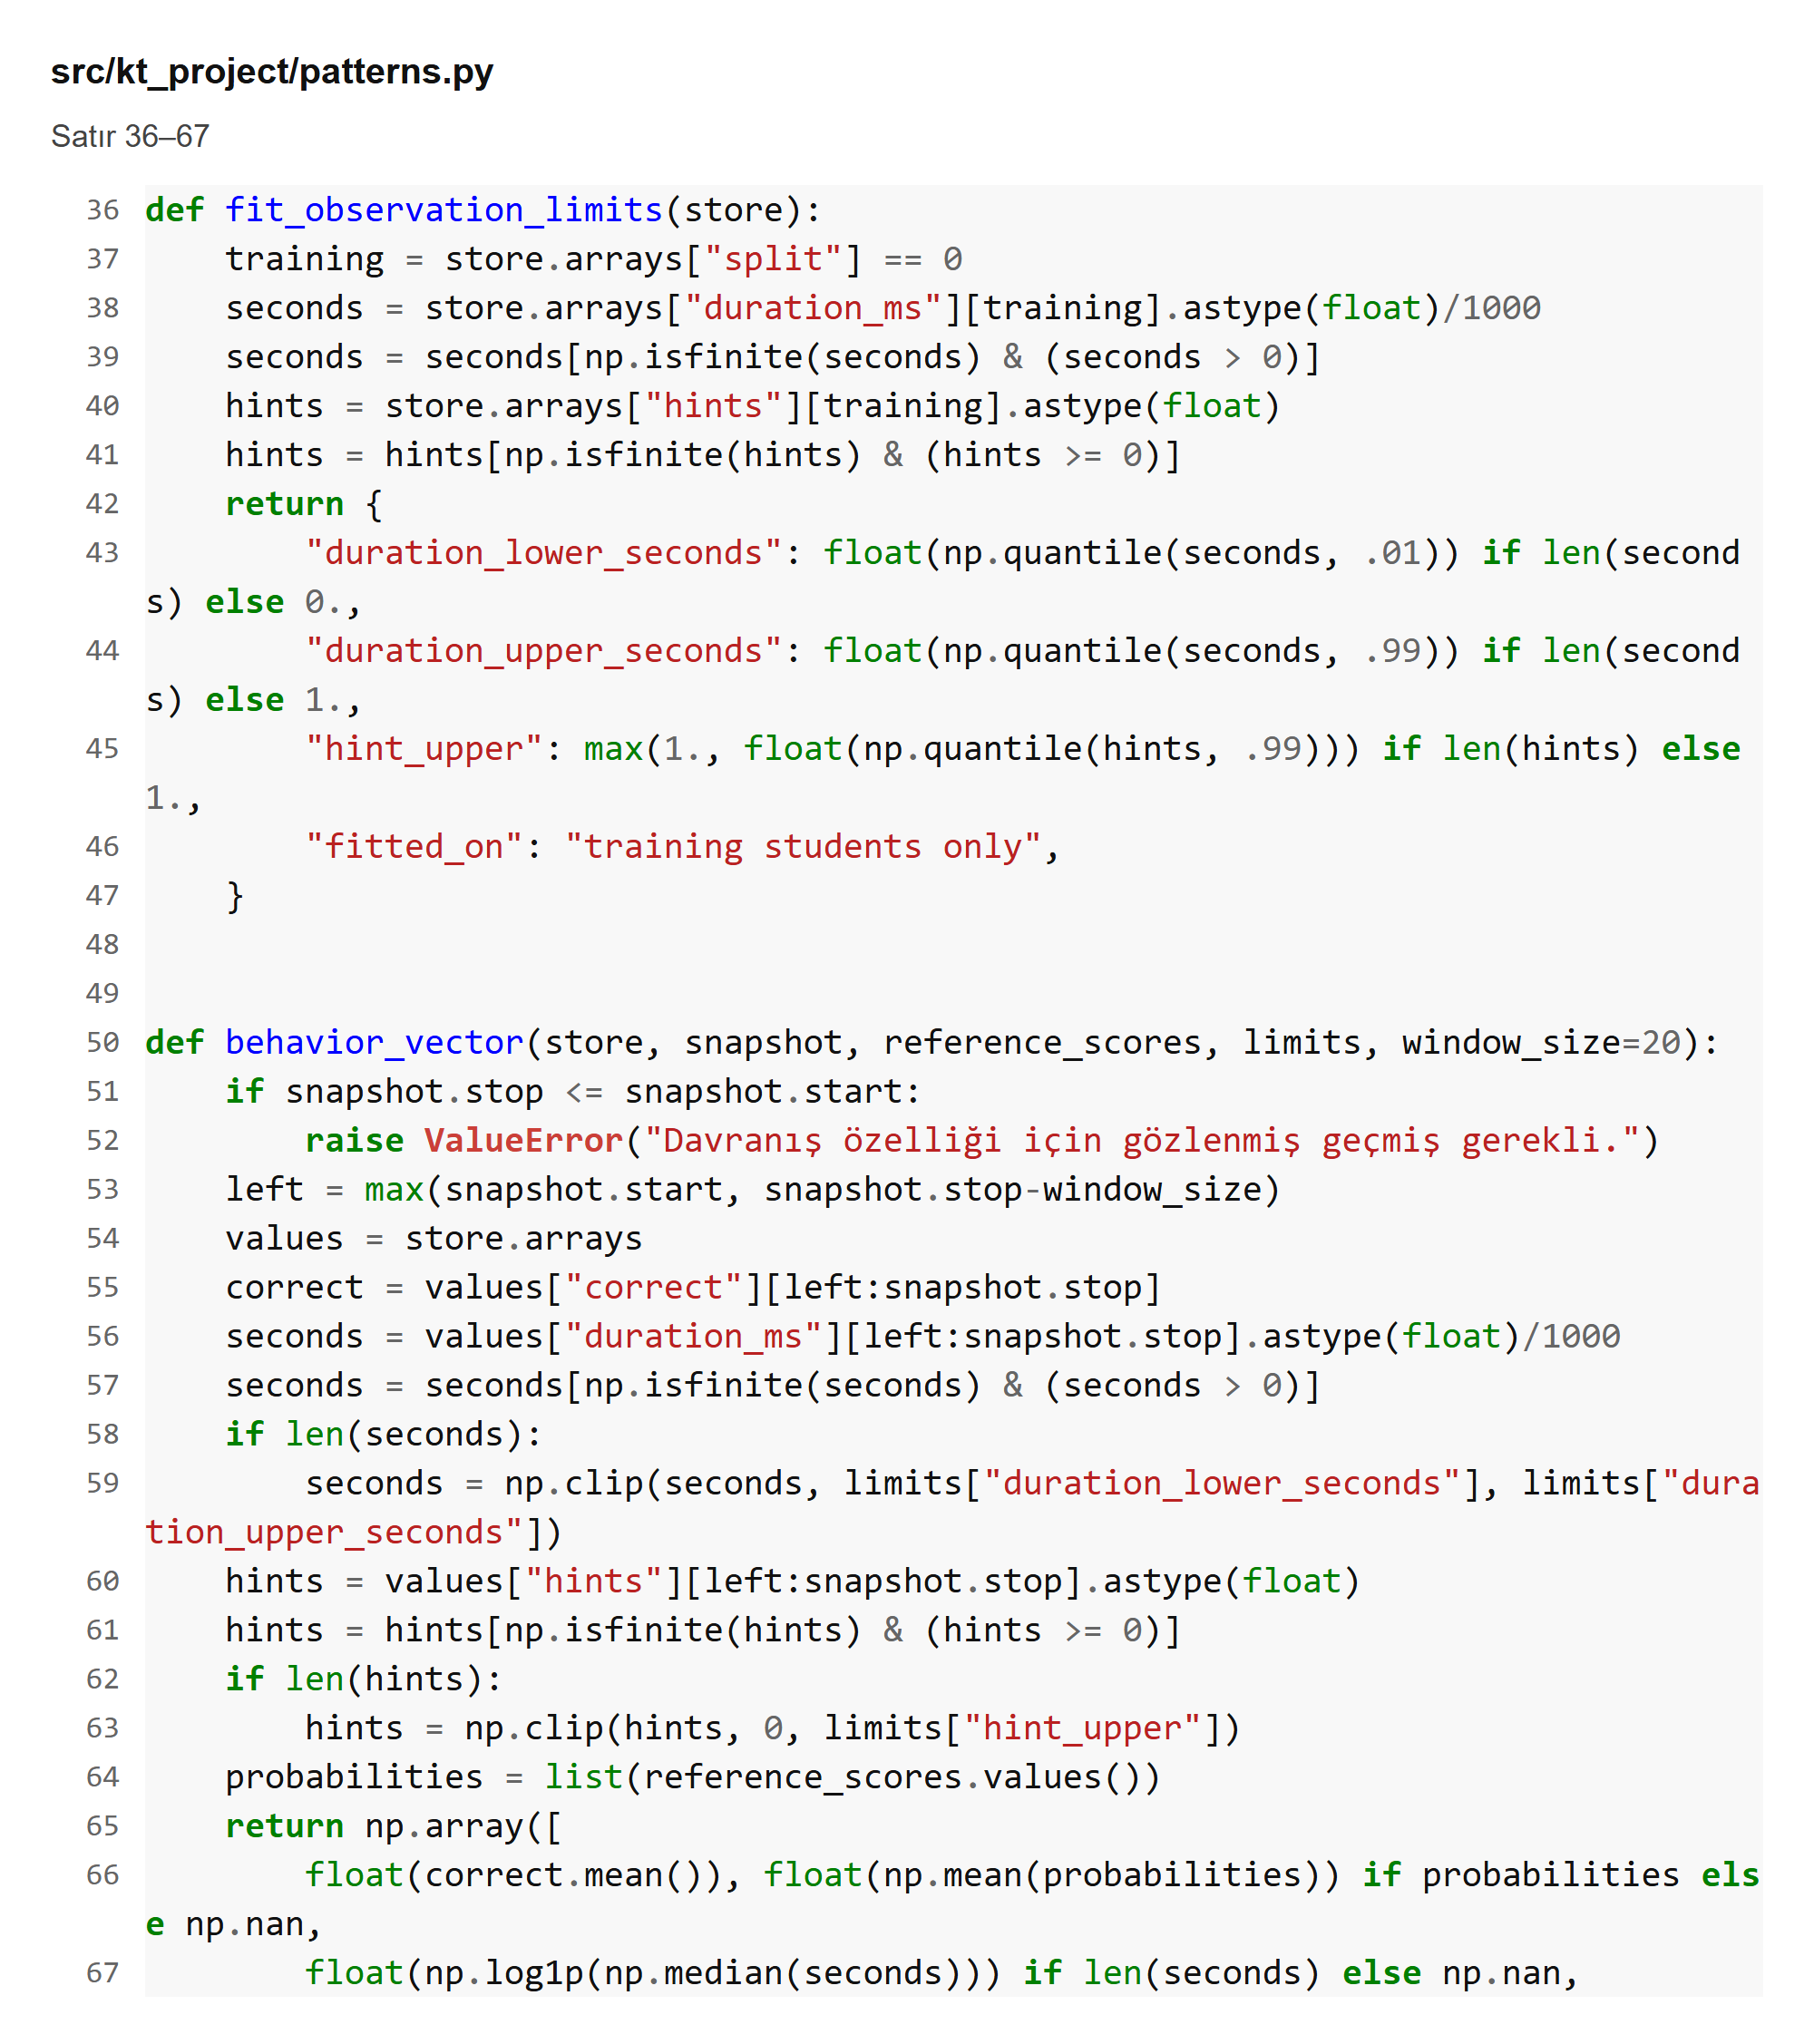 src/kt_project/patterns.py
Satır 36–67
36 def fit_observation_limits(store):
37     training = store.arrays["split"] == 0
38     seconds = store.arrays["duration_ms"][training].astype(float)/1000
39     seconds = seconds[np.isfinite(seconds) & (seconds > 0)]
40     hints = store.arrays["hints"][training].astype(float)
41     hints = hints[np.isfinite(hints) & (hints >= 0)]
42     return {
43         "duration_lower_seconds": float(np.quantile(seconds, .01)) if len(second
s) else 0.,
44         "duration_upper_seconds": float(np.quantile(seconds, .99)) if len(second
s) else 1.,
45         "hint_upper": max(1., float(np.quantile(hints, .99))) if len(hints) else
1.,
46         "fitted_on": "training students only",
47     }
48
49
50 def behavior_vector(store, snapshot, reference_scores, limits, window_size=20):
51     if snapshot.stop <= snapshot.start:
52         raise ValueError("Davranış özelliği için gözlenmiş geçmiş gerekli.")
53     left = max(snapshot.start, snapshot.stop-window_size)
54     values = store.arrays
55     correct = values["correct"][left:snapshot.stop]
56     seconds = values["duration_ms"][left:snapshot.stop].astype(float)/1000
57     seconds = seconds[np.isfinite(seconds) & (seconds > 0)]
58     if len(seconds):
59         seconds = np.clip(seconds, limits["duration_lower_seconds"], limits["dura
tion_upper_seconds"])
60     hints = values["hints"][left:snapshot.stop].astype(float)
61     hints = hints[np.isfinite(hints) & (hints >= 0)]
62     if len(hints):
63         hints = np.clip(hints, 0, limits["hint_upper"])
64     probabilities = list(reference_scores.values())
65     return np.array([
66         float(correct.mean()), float(np.mean(probabilities)) if probabilities els
e np.nan,
67         float(np.log1p(np.median(seconds))) if len(seconds) else np.nan,